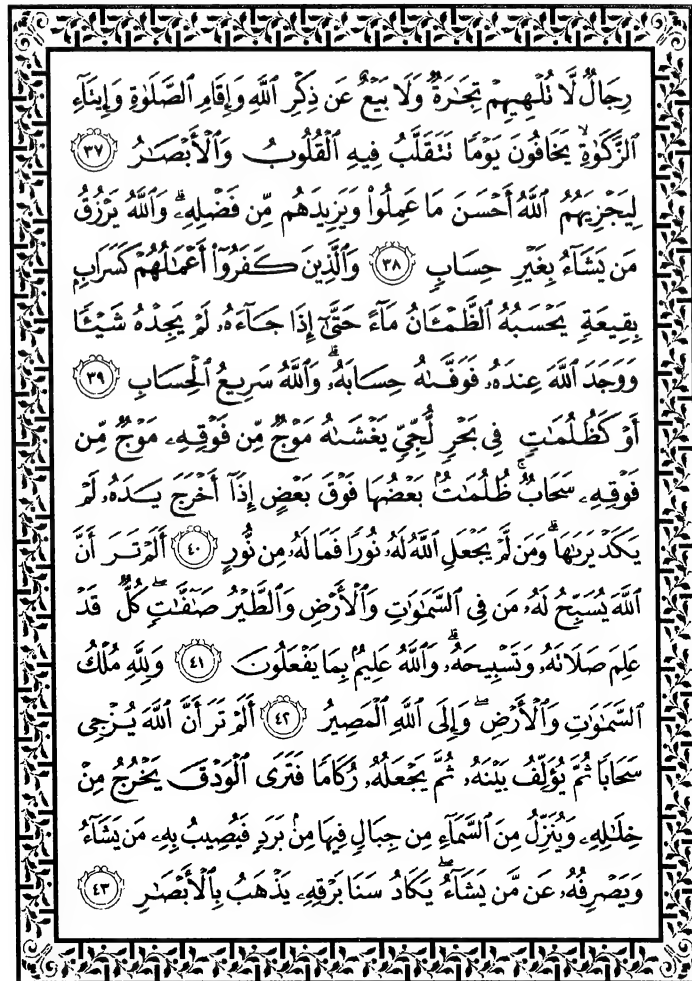 رِجَالٌ لَّا تُلْهِيهِمْ تِجَٰرَةٌ وَلَا بَيْعٌ عَن ذِكْرِ ٱللَّهِ وَإِقَامِ ٱلصَّلَوٰةِ وَإِيتَآءِ
ٱلزَّكَوٰةِ ۙ يَخَافُونَ يَوْمًا تَتَقَلَّبُ فِيهِ ٱلْقُلُوبُ وَٱلْأَبْصَٰرُ ٣٧
لِيَجْزِيَهُمُ ٱللَّهُ أَحْسَنَ مَا عَمِلُوا۟ وَيَزِيدَهُم مِّن فَضْلِهِۦ ۗ وَٱللَّهُ يَرْزُقُ
مَن يَشَآءُ بِغَيْرِ حِسَابٍ ٣٨ وَٱلَّذِينَ كَفَرُوٓا۟ أَعْمَٰلُهُمْ كَسَرَابٍۭ
بِقِيعَةٍ يَحْسَبُهُ ٱلظَّمْـَٔانُ مَآءً حَتَّىٰٓ إِذَا جَآءَهُۥ لَمْ يَجِدْهُ شَيْـًٔا
وَوَجَدَ ٱللَّهَ عِندَهُۥ فَوَفَّىٰهُ حِسَابَهُۥ ۗ وَٱللَّهُ سَرِيعُ ٱلْحِسَابِ ٣٩
أَوْ كَظُلُمَٰتٍ فِى بَحْرٍ لُّجِّىٍّ يَغْشَىٰهُ مَوْجٌ مِّن فَوْقِهِۦ مَوْجٌ مِّن
فَوْقِهِۦ سَحَابٌ ۚ ظُلُمَٰتٌۢ بَعْضُهَا فَوْقَ بَعْضٍ إِذَآ أَخْرَجَ يَدَهُۥ لَمْ
يَكَدْ يَرَىٰهَا ۗ وَمَن لَّمْ يَجْعَلِ ٱللَّهُ لَهُۥ نُورًا فَمَا لَهُۥ مِن نُّورٍ ٤٠ أَلَمْ تَرَ أَنَّ
ٱللَّهَ يُسَبِّحُ لَهُۥ مَن فِى ٱلسَّمَٰوَٰتِ وَٱلْأَرْضِ وَٱلطَّيْرُ صَٰٓفَّٰتٍ ۖ كُلٌّ قَدْ
عَلِمَ صَلَاتَهُۥ وَتَسْبِيحَهُۥ ۗ وَٱللَّهُ عَلِيمٌۢ بِمَا يَفْعَلُونَ ٤١ وَلِلَّهِ مُلْكُ
ٱلسَّمَٰوَٰتِ وَٱلْأَرْضِ ۖ وَإِلَى ٱللَّهِ ٱلْمَصِيرُ ٤٢ أَلَمْ تَرَ أَنَّ ٱللَّهَ يُزْجِى
سَحَابًا ثُمَّ يُؤَلِّفُ بَيْنَهُۥ ثُمَّ يَجْعَلُهُۥ رُكَامًا فَتَرَى ٱلْوَدْقَ يَخْرُجُ مِنْ
خِلَٰلِهِۦ وَيُنَزِّلُ مِنَ ٱلسَّمَآءِ مِن جِبَالٍ فِيهَا مِنۢ بَرَدٍ فَيُصِيبُ بِهِۦ مَن يَشَآءُ
وَيَصْرِفُهُۥ عَن مَّن يَشَآءُ ۖ يَكَادُ سَنَا بَرْقِهِۦ يَذْهَبُ بِٱلْأَبْصَٰرِ ٤٣